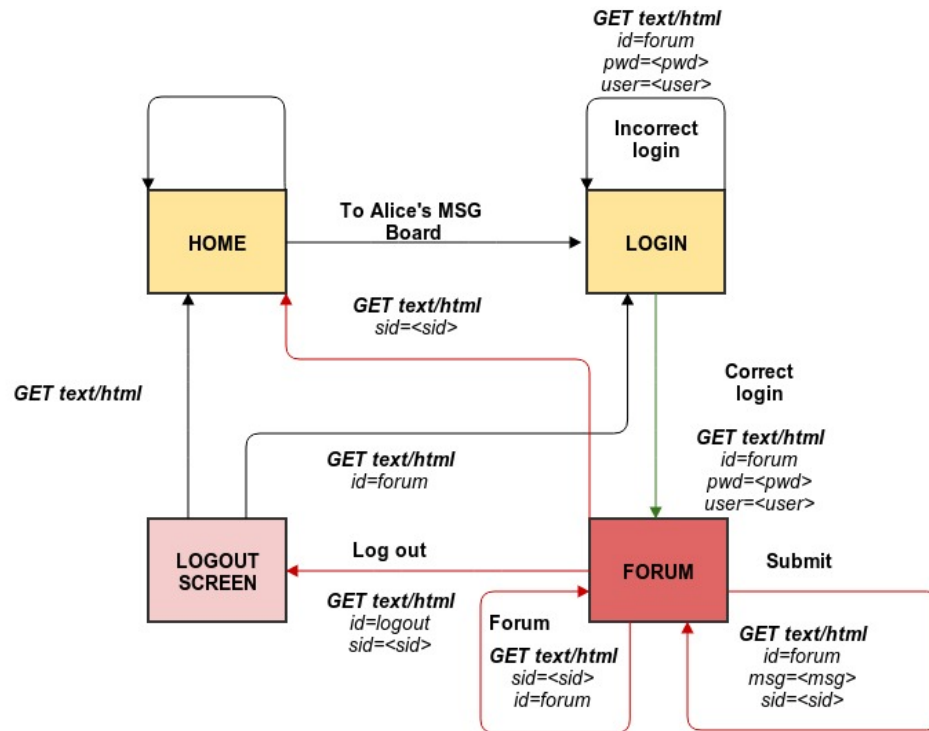 GET text/html
id=forum
pwd=<pwd>
user=<user>
Incorrect
login
HOME
To Alice's MSG
Board
LOGIN
GET text/html
sid=<sid>
GET text/html
Correct
login
GET text/html
id=forum
pwd=<pwd>
user=<user>
GET text/html
id=forum
LOGOUT
SCREEN
Log out
GET text/html
id=logout
sid=<sid>
FORUM
Submit
Forum
GET text/html
sid=<sid>
id=forum
GET text/html
id=forum
msg=<msg>
sid=<sid>